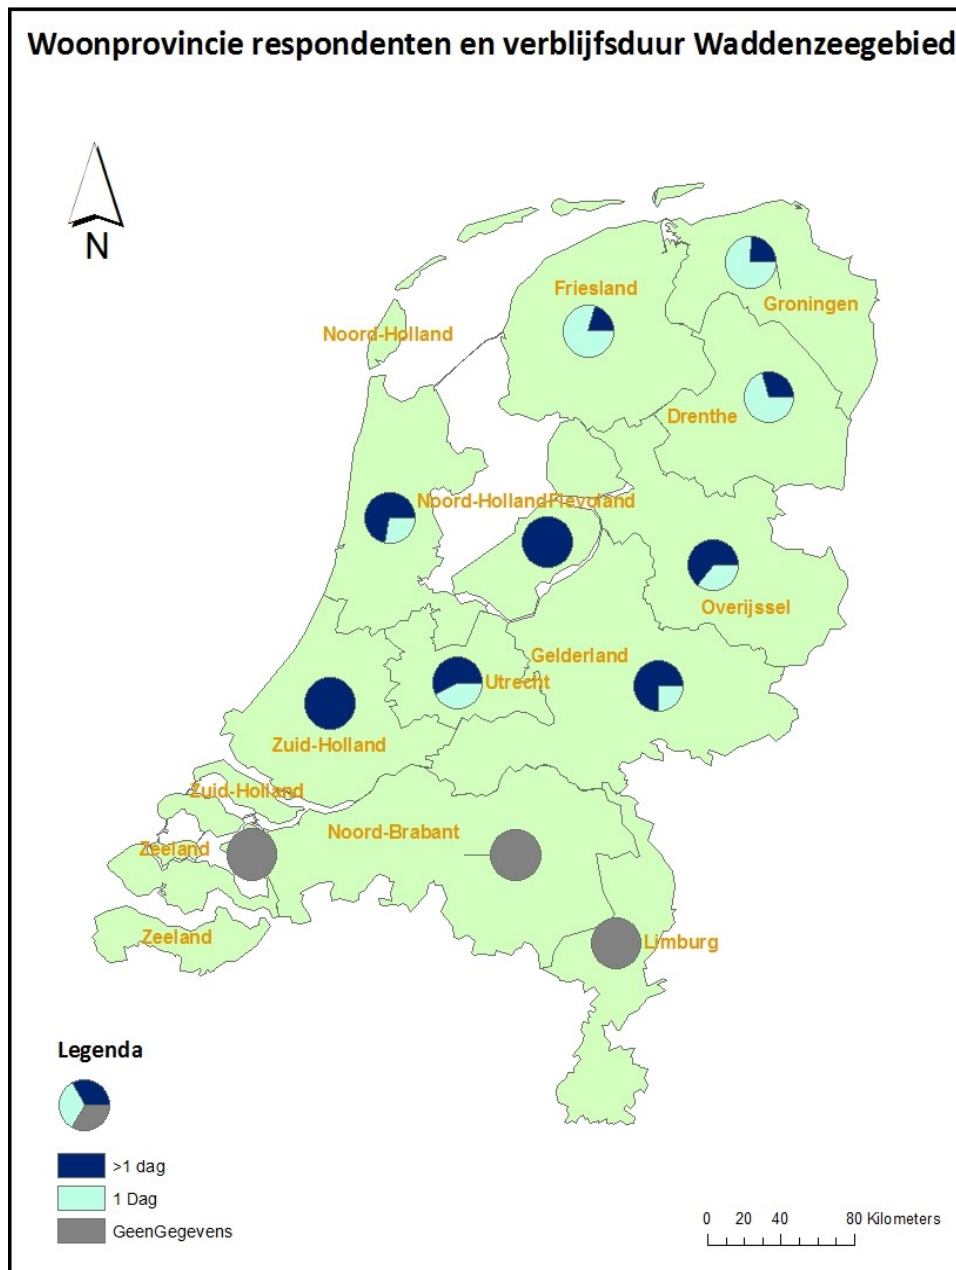 Woonprovincie respondenten en verblijfsduur Waddenzeegebied
N
Friesland
Groningen
Noord-Holland
Drenthe
Noord-HollandFlevoland
Overijssel
Gelderland
Utrecht
Zuid-Holland
Zuid-Holland
Noord-Brabant
Zeeland
Zeeland
Limburg
Legenda
>1 dag
1 Dag
GeenGegevens
0 20 40 80 Kilometers